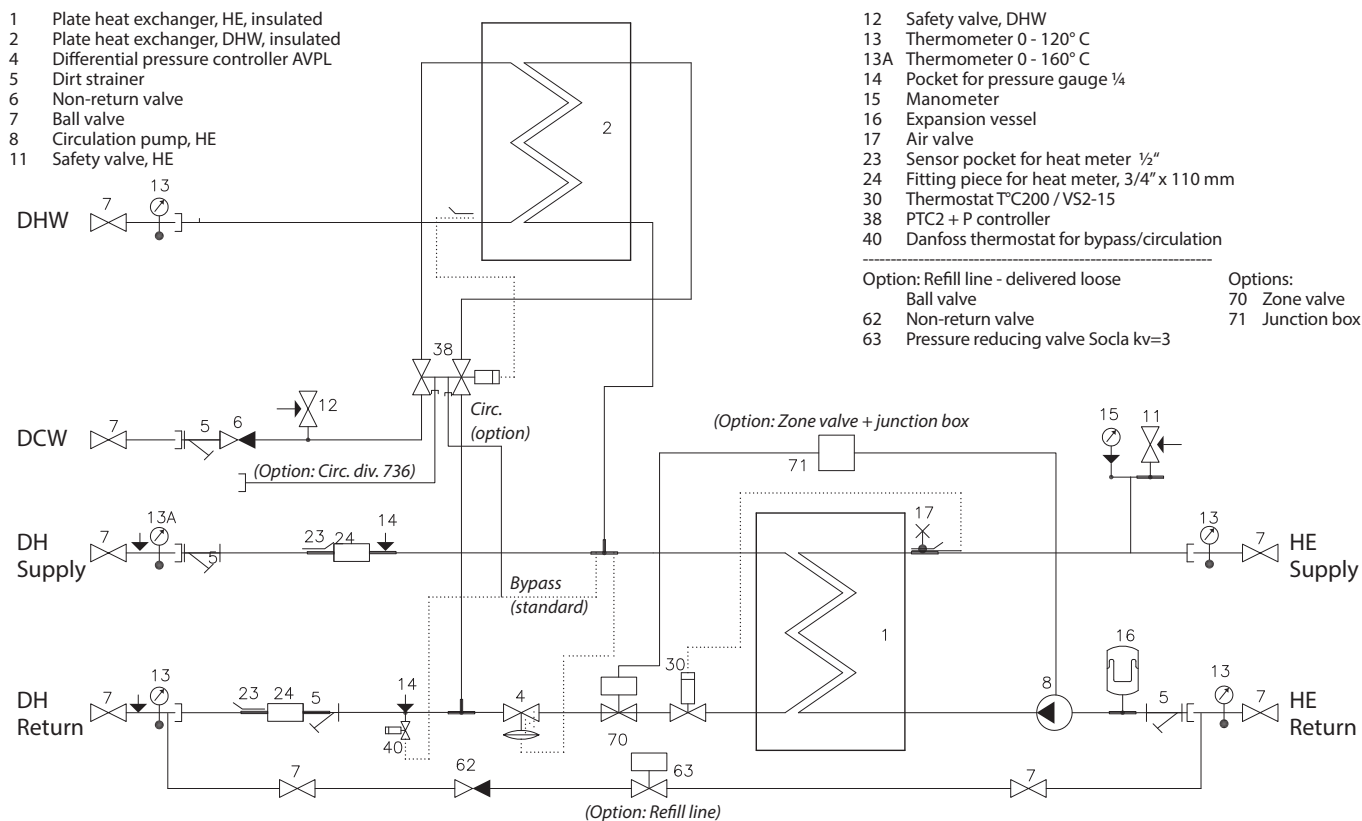 1 Plate heat exchanger, HE, insulated
2 Plate heat exchanger, DHW, insulated
4 Differential pressure controller AVPL
5 Dirt strainer
6 Non-return valve
7 Ball valve
8 Circulation pump, HE
11 Safety valve, HE
12 Safety valve, DHW
13 Thermometer 0 - 120° C
13A Thermometer 0 - 160° C
14 Pocket for pressure gauge ¼
15 Manometer
16 Expansion vessel
17 Air valve
23 Sensor pocket for heat meter ½“
24 Fitting piece for heat meter, 3/4” x 110 mm
30 Thermostat T°C200 / VS2-15
38 PTC2 + P controller
40 Danfoss thermostat for bypass/circulation
Option: Refill line - delivered loose
Ball valve
62 Non-return valve
63 Pressure reducing valve Socla kv=3
Options:
70 Zone valve
71 Junction box
2
DHW
7
13
38
Circ.
(option)
12
DCW
7
5
6
(Option: Circ. div. 736)
(Option: Zone valve + junction box
71
15
11
DH
Supply
7
13A
5
23
24
14
17
13
7
HE
Supply
Bypass
(standard)
1
DH
Return
7
13
23
24
5
14
40
4
70
30
8
16
5
13
7
HE
Return
7
62
63
7
(Option: Refill line)